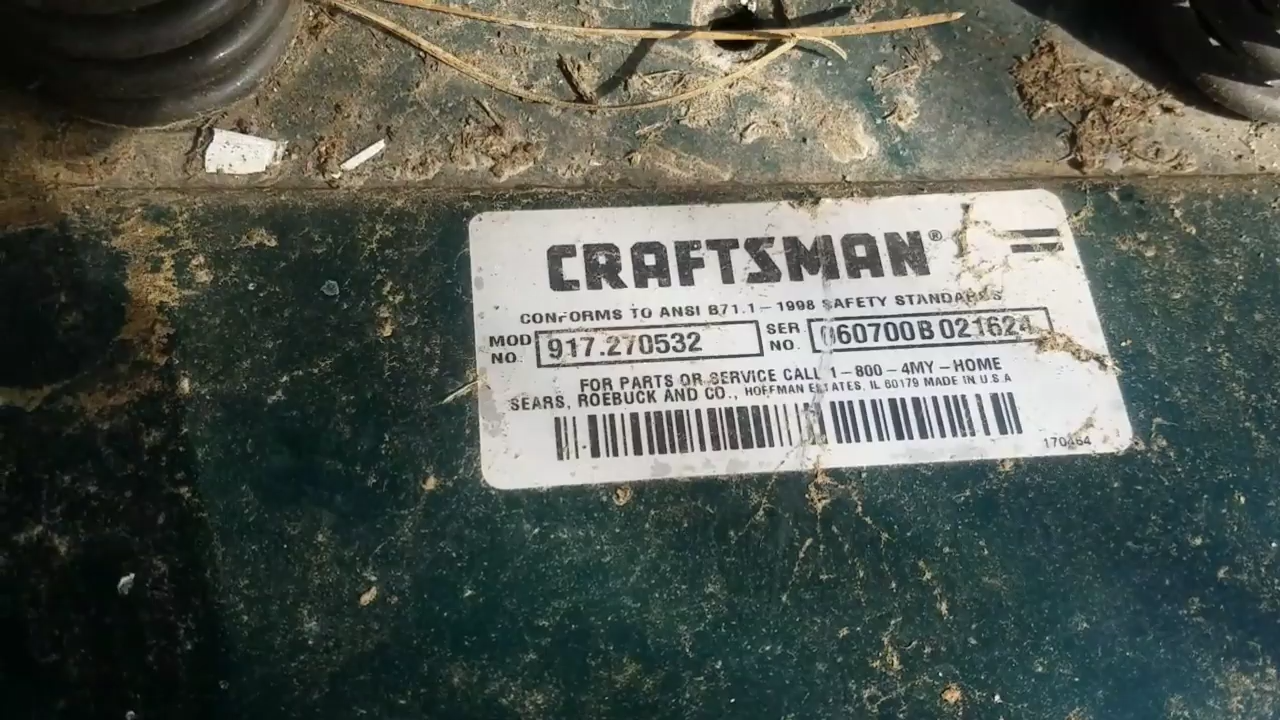 CRAFTSMAN®
CONFORMS TO ANSI B71.1-1998 SAFETY STANDARDS
MOD NO. 917.270532 SER NO. 060700B 021624
FOR PARTS OR SERVICE CALL 1-800-4MY-HOME
SEARS, ROEBUCK AND CO., HOFFMAN ESTATES, IL 60179 MADE IN U.S.A
170464